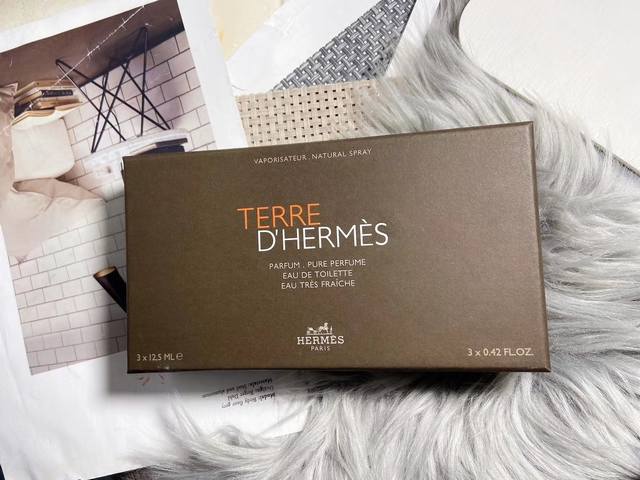 VAPORISATEUR . NATURAL SPRAY
TERRE
D'HERMÈS
PARFUM . PURE PERFUME
EAU DE TOILETTE
EAU TRÈS FRAÎCHE
HERMÈS
PARIS
3 x 12,5 ML ℮
3 x 0.42 FL.OZ.